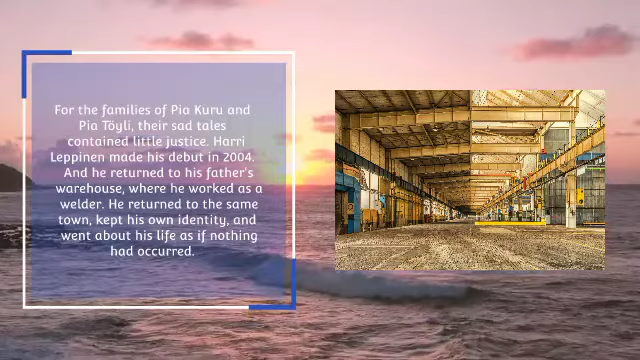 For the families of Pia Kuru and
Pia Töyli, their sad tales
contained little justice. Harri
Leppinen made his debut in 2004.
And he returned to his father's
warehouse, where he worked as a
welder. He returned to the same
town, kept his own identity, and
went about his life as if nothing
had occurred.